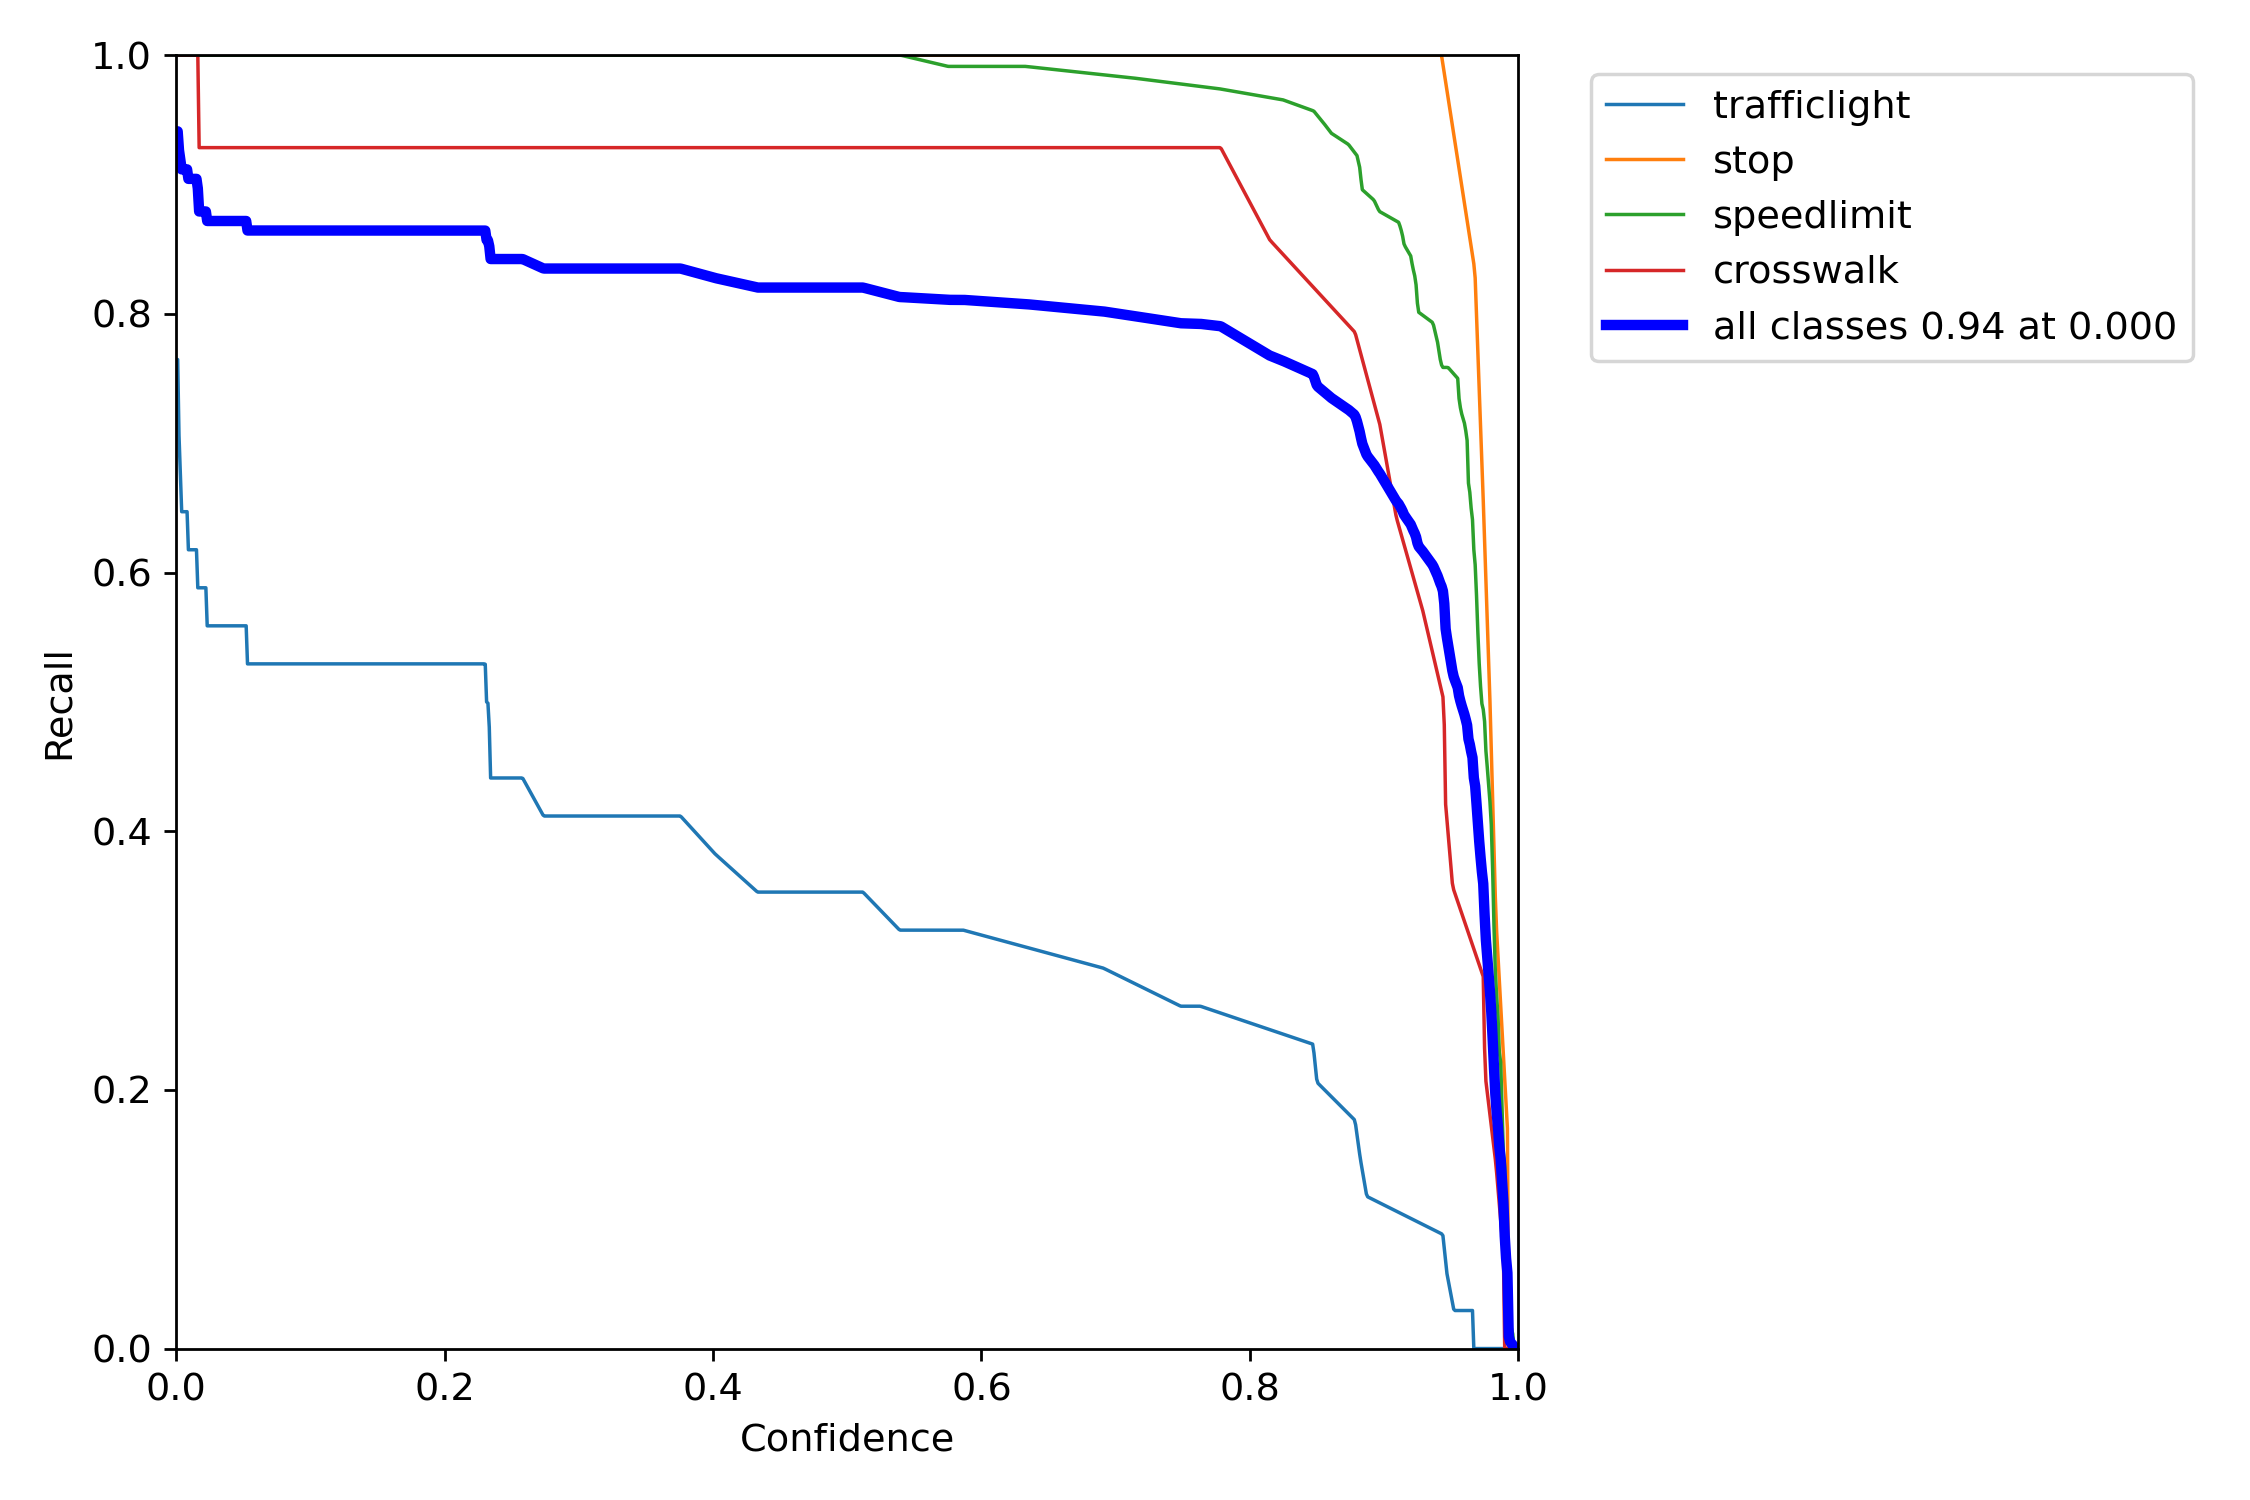 1.0
0.8
0.6
0.4
0.2
0.0
Recall
0.0 0.2 0.4 0.6 0.8 1.0
Confidence
trafficlight
stop
speedlimit
crosswalk
all classes 0.94 at 0.000